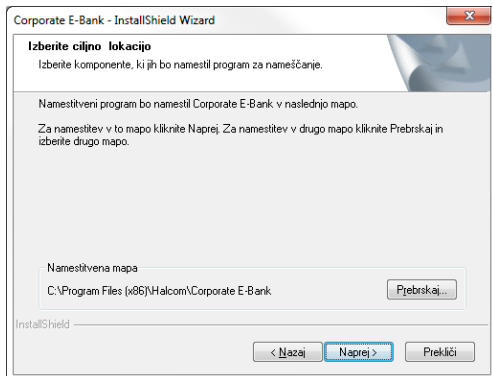 Corporate E-Bank - InstallShield Wizard
Izberite ciljno lokacijo
Izberite komponente, ki jih bo namestil program za nameščanje.
Namestitveni program bo namestil Corporate E-Bank v naslednjo mapo.
Za namestitev v to mapo kliknite Naprej. Za namestitev v drugo mapo kliknite Prebrskaj in
izberite drugo mapo.
Namestitvena mapa
C:\Program Files (x86)\Halcom\Corporate E-Bank
Prebrskaj...
InstallShield
< Nazaj
Naprej >
Prekliči